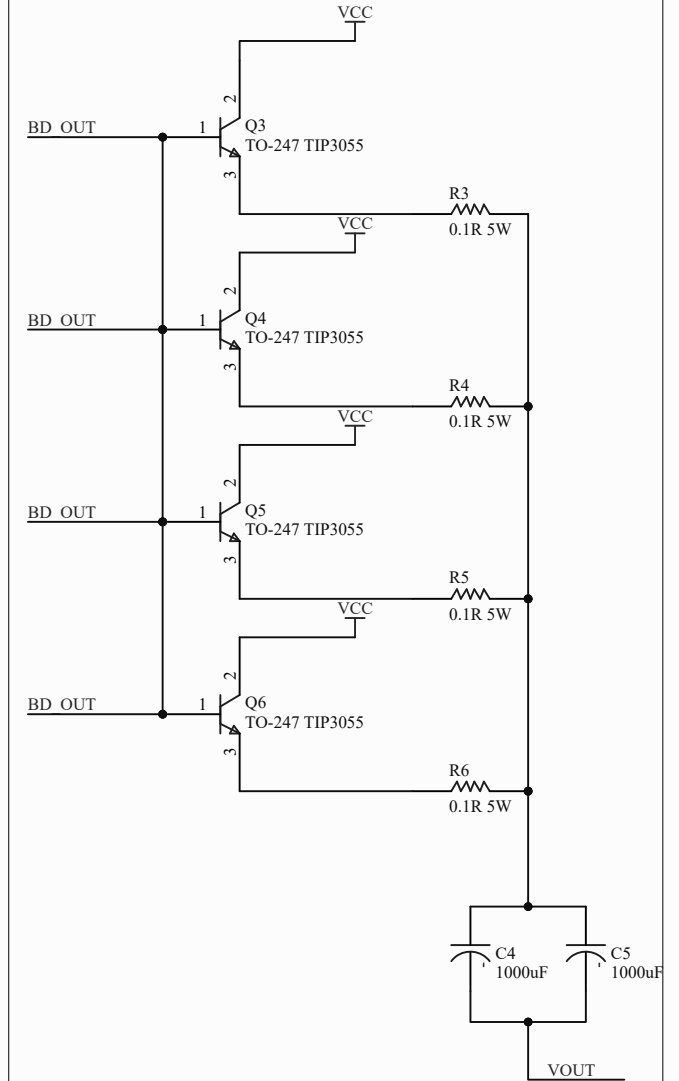 VCC
2
BD_OUT
1
Q3
TO-247 TIP3055
3
R3
0.1R 5W
VCC
2
BD_OUT
1
Q4
TO-247 TIP3055
3
R4
0.1R 5W
VCC
2
BD_OUT
1
Q5
TO-247 TIP3055
3
R5
0.1R 5W
VCC
2
BD_OUT
1
Q6
TO-247 TIP3055
3
R6
0.1R 5W
C4
1000uF
C5
1000uF
VOUT